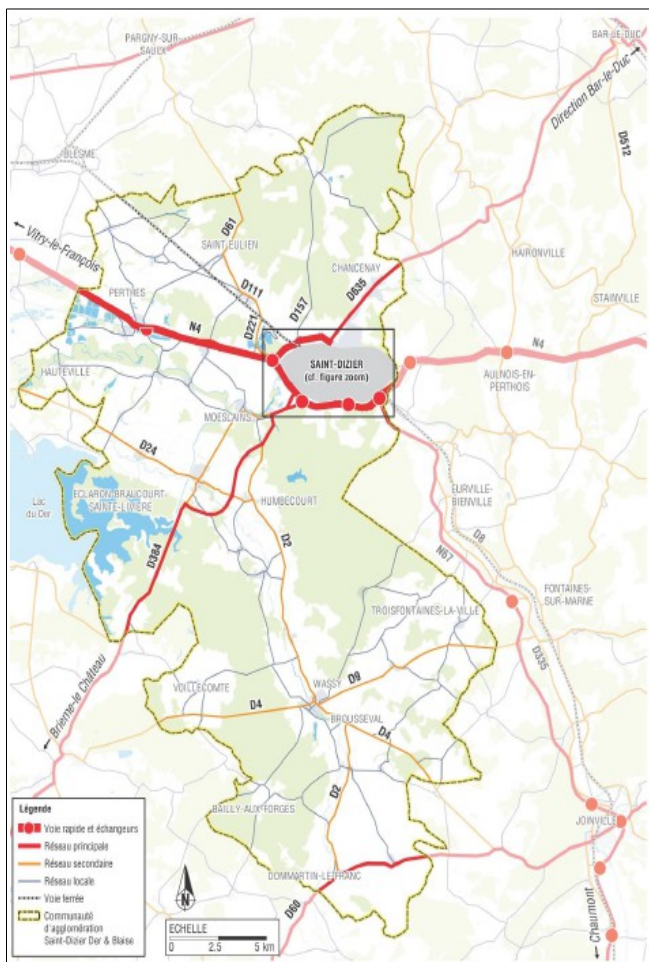 PARGNY-SUR-
SAULX
BAR-LE-DUC
Direction Bar-le-Duc
D512
BLESME
D61
SAINT-EULIEN
← Vitry-le-François
CHANCENAY
HAIRONVILLE
D111
D157
D635
STAINVILLE
PERTHES
N4
D221
N4
SAINT-DIZIER
(cf. figure zoom)
HAUTEVILLE
AULNOIS-EN-
PERTHOIS
MOESLAINS
D24
Lac
du Der
ECLARON-BRAUCOURT-
SAINTE-LIVIÈRE
HUMBECOURT
EURVILLE-
BIENVILLE
D2
D8
D384
N67
FONTAINES-
SUR-MARNE
TROISFONTAINES-LA-VILLE
D335
VOILLECOMTE
WASSY
D9
← Brienne-le Château
D4
BROUSSEVAL
D4
D2
BAILLY-AUX-FORGES
JOINVILLE
DOMMARTIN-LE-FRANC
D60
← Chaumont
Légende
Voie rapide et échangeurs
Réseau principale
Réseau secondaire
Réseau locale
Voie ferrée
Communauté
d'agglomération
Saint-Dizier Der & Blaise
N
ECHELLE
0 2.5 5 km